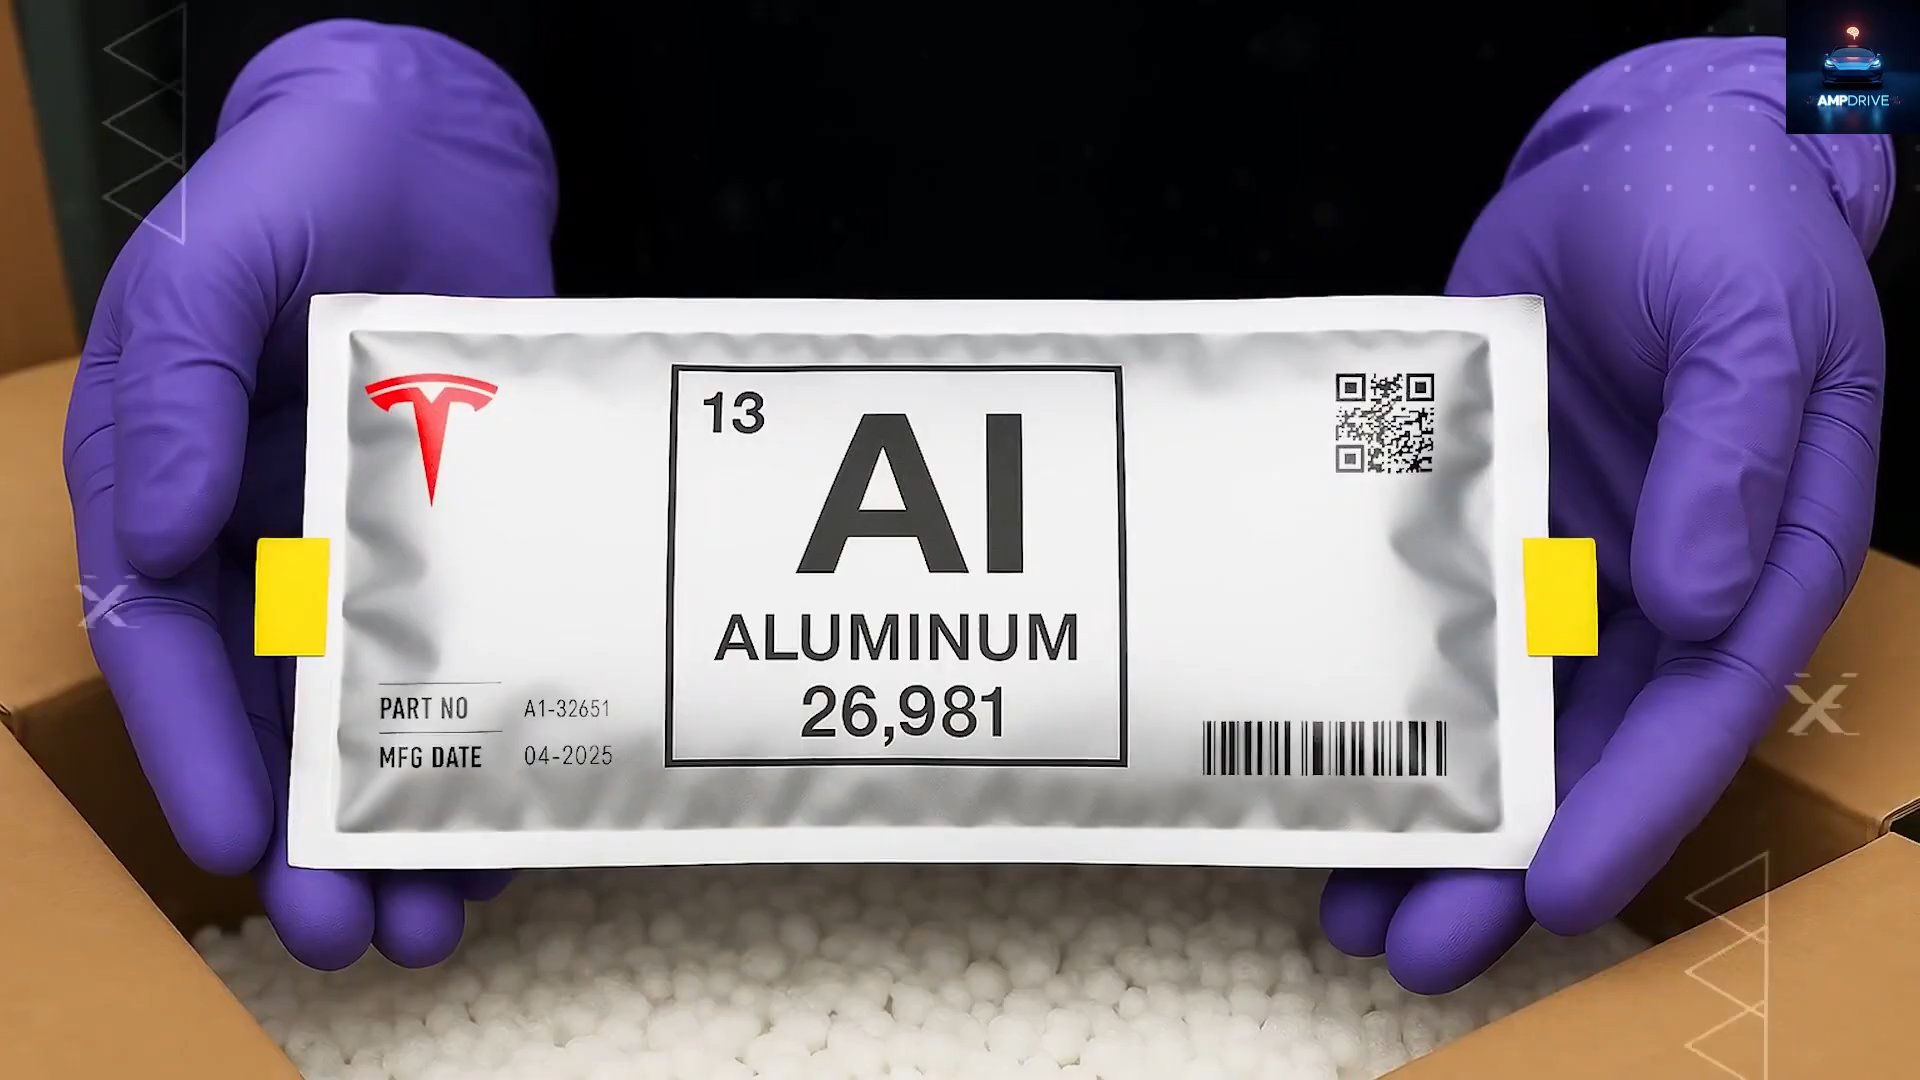 AMPDRIVE
13
Al
ALUMINUM
26,981
PART NO A1-32651
MFG DATE 04-2025